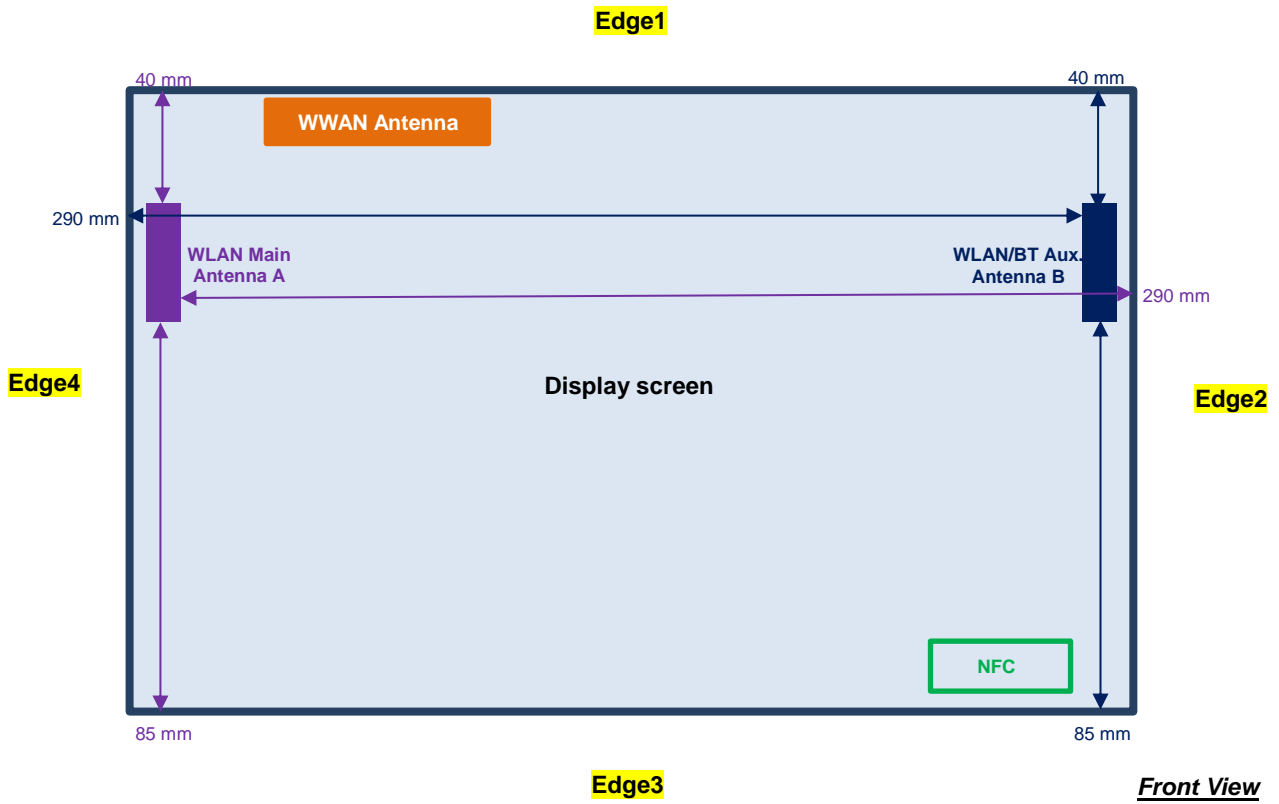 Edge1
40 mm
40 mm
WWAN Antenna
290 mm
WLAN Main
Antenna A
WLAN/BT Aux.
Antenna B
290 mm
Edge4
Display screen
Edge2
NFC
85 mm
85 mm
Edge3
Front View